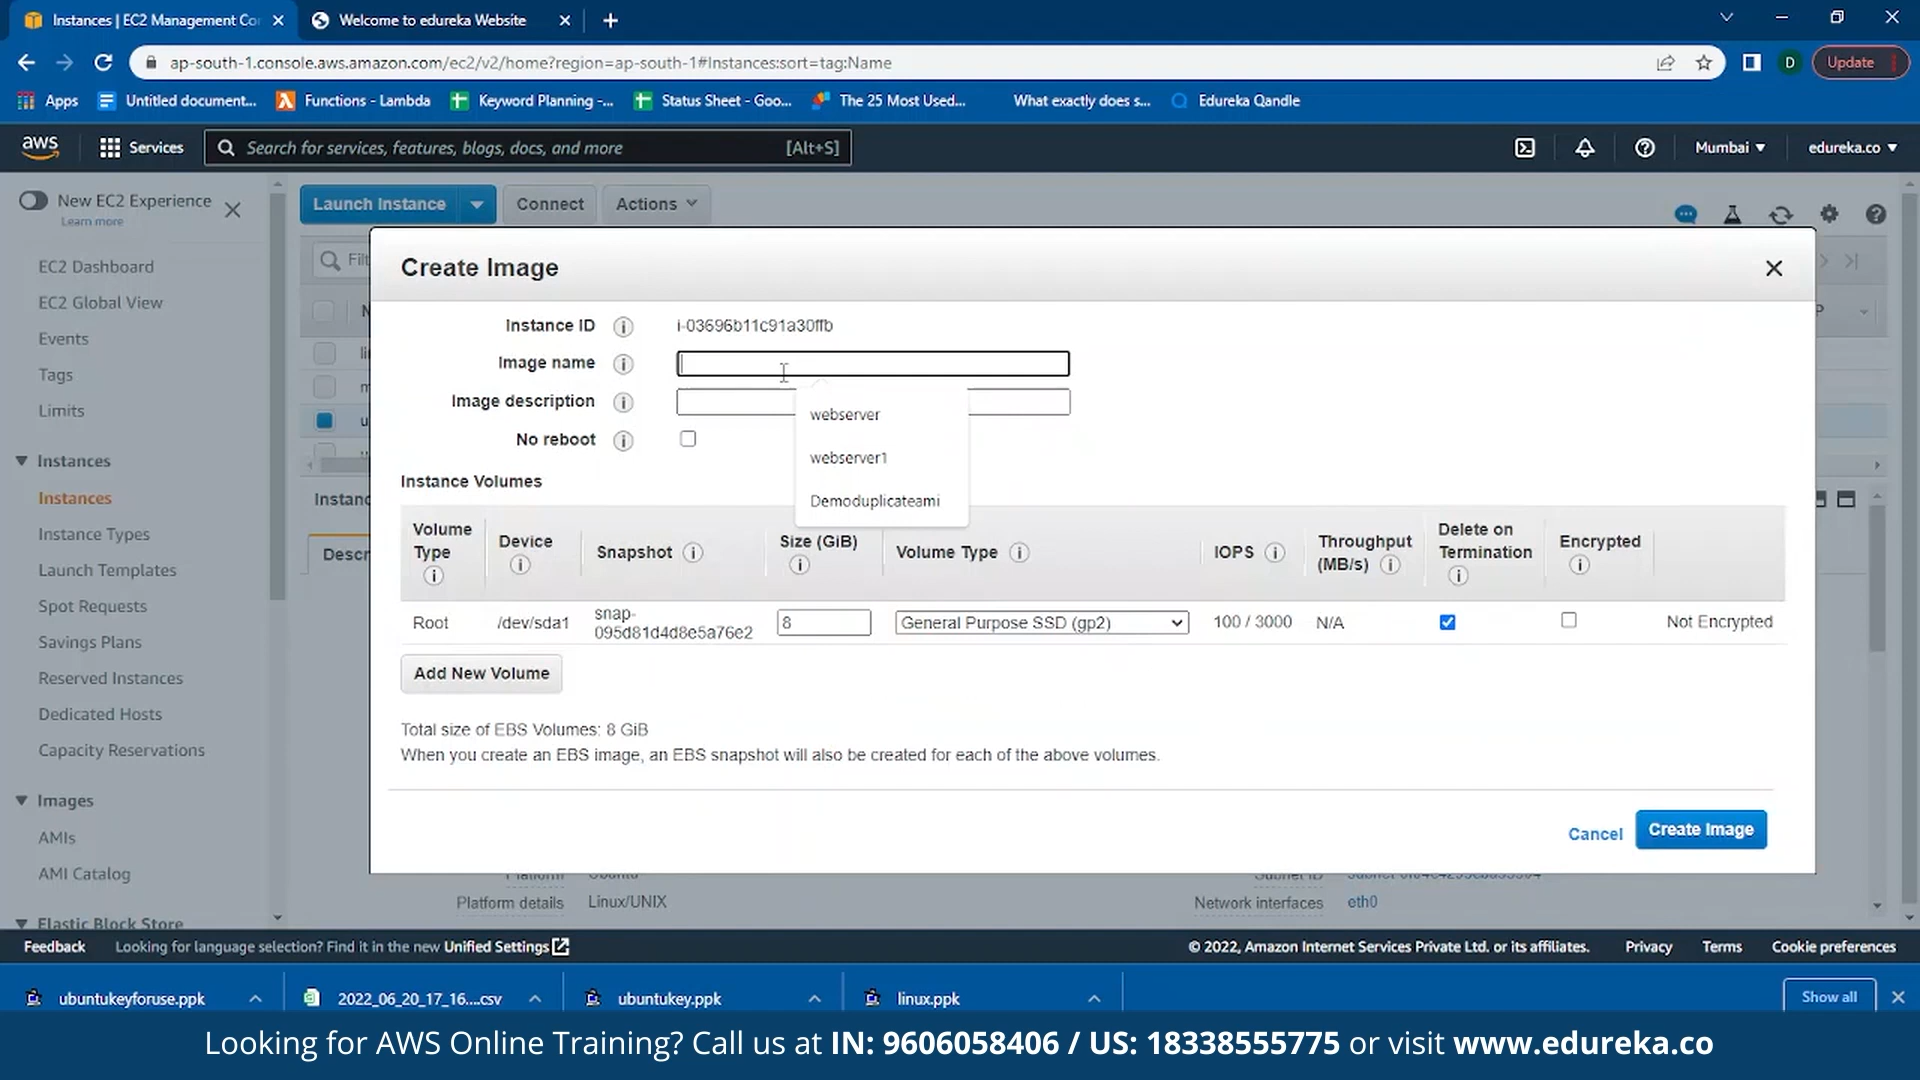 Instances | EC2 Management Co
Welcome to edureka Website
ap-south-1.console.aws.amazon.com/ec2/v2/home?region=ap-south-1#Instances:sort=tag:Name
D
Update
Apps
Untitled document...
Functions - Lambda
Keyword Planning -...
Status Sheet - Goo...
The 25 Most Used...
What exactly does s...
Edureka Qandle
aws
Services
Search for services, features, blogs, docs, and more
[Alt+S]
Mumbai
edureka.co
New EC2 Experience
Learn more
Launch Instance
Connect
Actions
EC2 Dashboard
EC2 Global View
Events
Tags
Limits
Instances
Instances
Instance Types
Launch Templates
Spot Requests
Savings Plans
Reserved Instances
Dedicated Hosts
Capacity Reservations
Images
AMIs
AMI Catalog
Elastic Block Store
Create Image
Instance ID
i-03696b11c91a30ffb
Image name
Image description
No reboot
webserver
webserver1
Demoduplicateami
Instance Volumes
Volume Type
Device
Snapshot
Size (GiB)
Volume Type
IOPS
Throughput (MB/s)
Delete on Termination
Encrypted
Root
/dev/sda1
snap-
095d81d4d8e5a76e2
8
General Purpose SSD (gp2)
100 / 3000
N/A
Not Encrypted
Add New Volume
Total size of EBS Volumes: 8 GiB
When you create an EBS image, an EBS snapshot will also be created for each of the above volumes.
Cancel
Create Image
Platform details
Linux/UNIX
Network interfaces
eth0
Feedback
Looking for language selection? Find it in the new Unified Settings
© 2022, Amazon Internet Services Private Ltd. or its affiliates.
Privacy
Terms
Cookie preferences
ubuntukeyforuse.ppk
2022_06_20_17_16....csv
ubuntukey.ppk
linux.ppk
Show all
Looking for AWS Online Training? Call us at IN: 9606058406 / US: 18338555775 or visit www.edureka.co